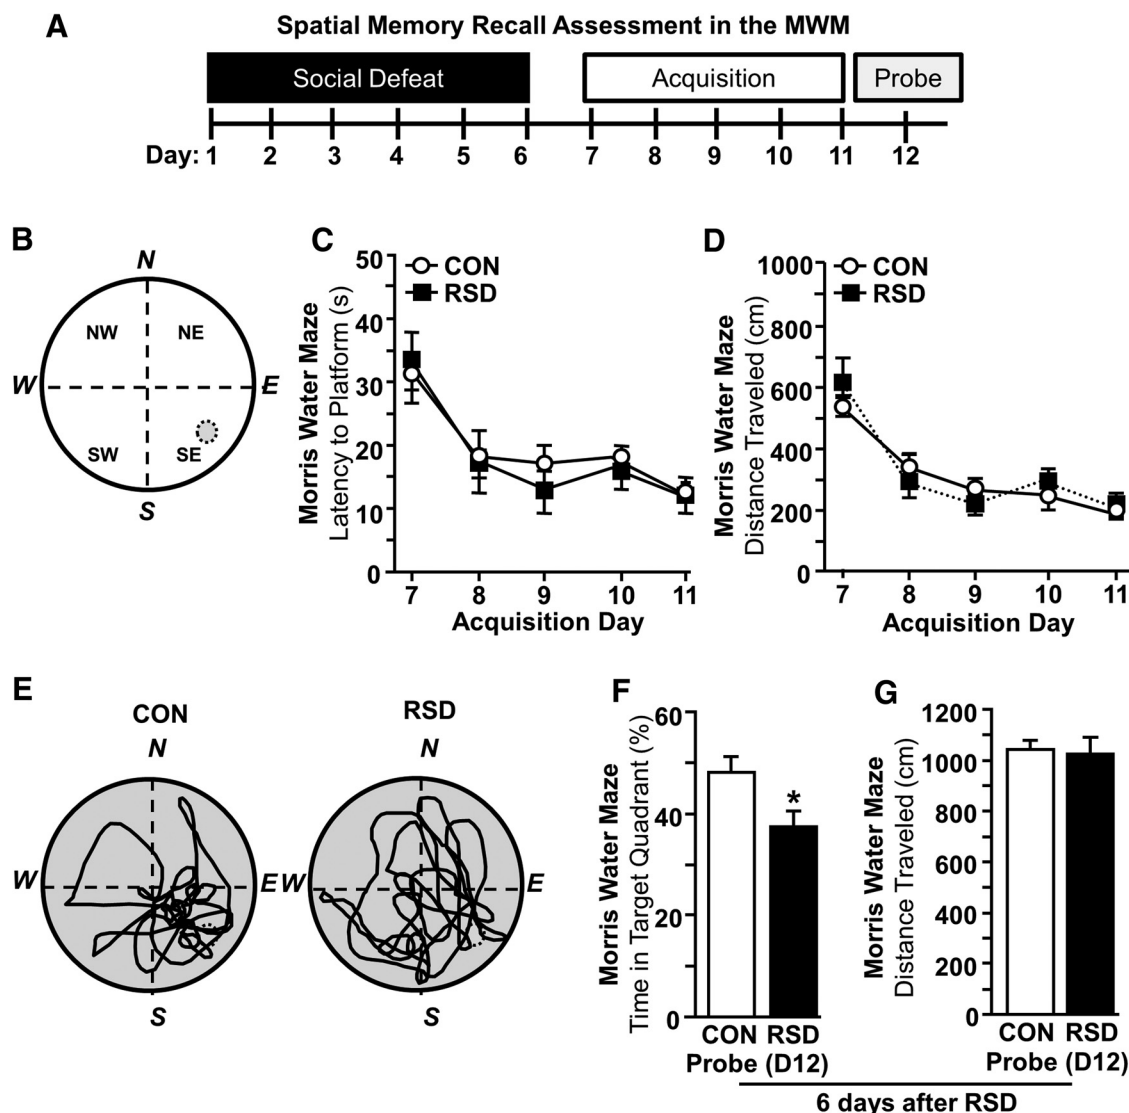 A
Spatial Memory Recall Assessment in the MWM
Social Defeat
Acquisition
Probe
Day: 1 2 3 4 5 6 7 8 9 10 11 12
B
N
NW NE
W E
SW SE
S
C
50
40
30
20
10
0
CON
RSD
Morris Water Maze
Latency to Platform (s)
7 8 9 10 11
Acquisition Day
D
1000
800
600
400
200
0
CON
RSD
Morris Water Maze
Distance Traveled (cm)
7 8 9 10 11
Acquisition Day
E
CON
N
W E
S
RSD
N
W E
S
F
60
40
20
0
Morris Water Maze
Time in Target Quadrant (%)
*
CON RSD
Probe (D12)
G
1200
1000
800
600
400
200
0
Morris Water Maze
Distance Traveled (cm)
CON RSD
Probe (D12)
6 days after RSD